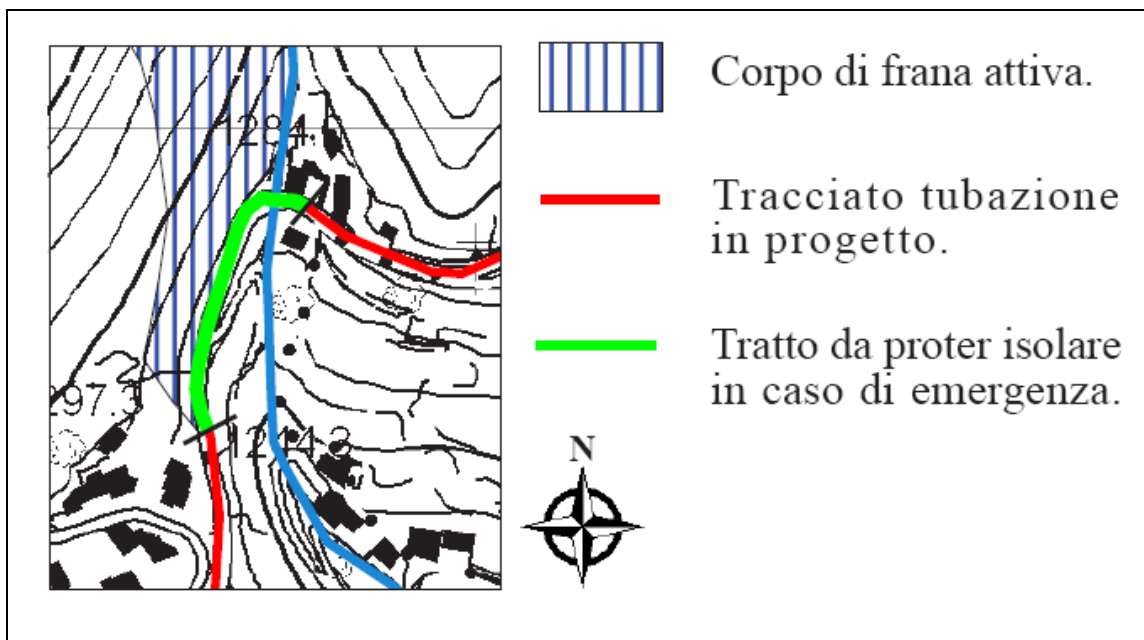 Corpo di frana attiva.
Tracciato tubazione
in progetto.
Tratto da proter isolare
in caso di emergenza.
N